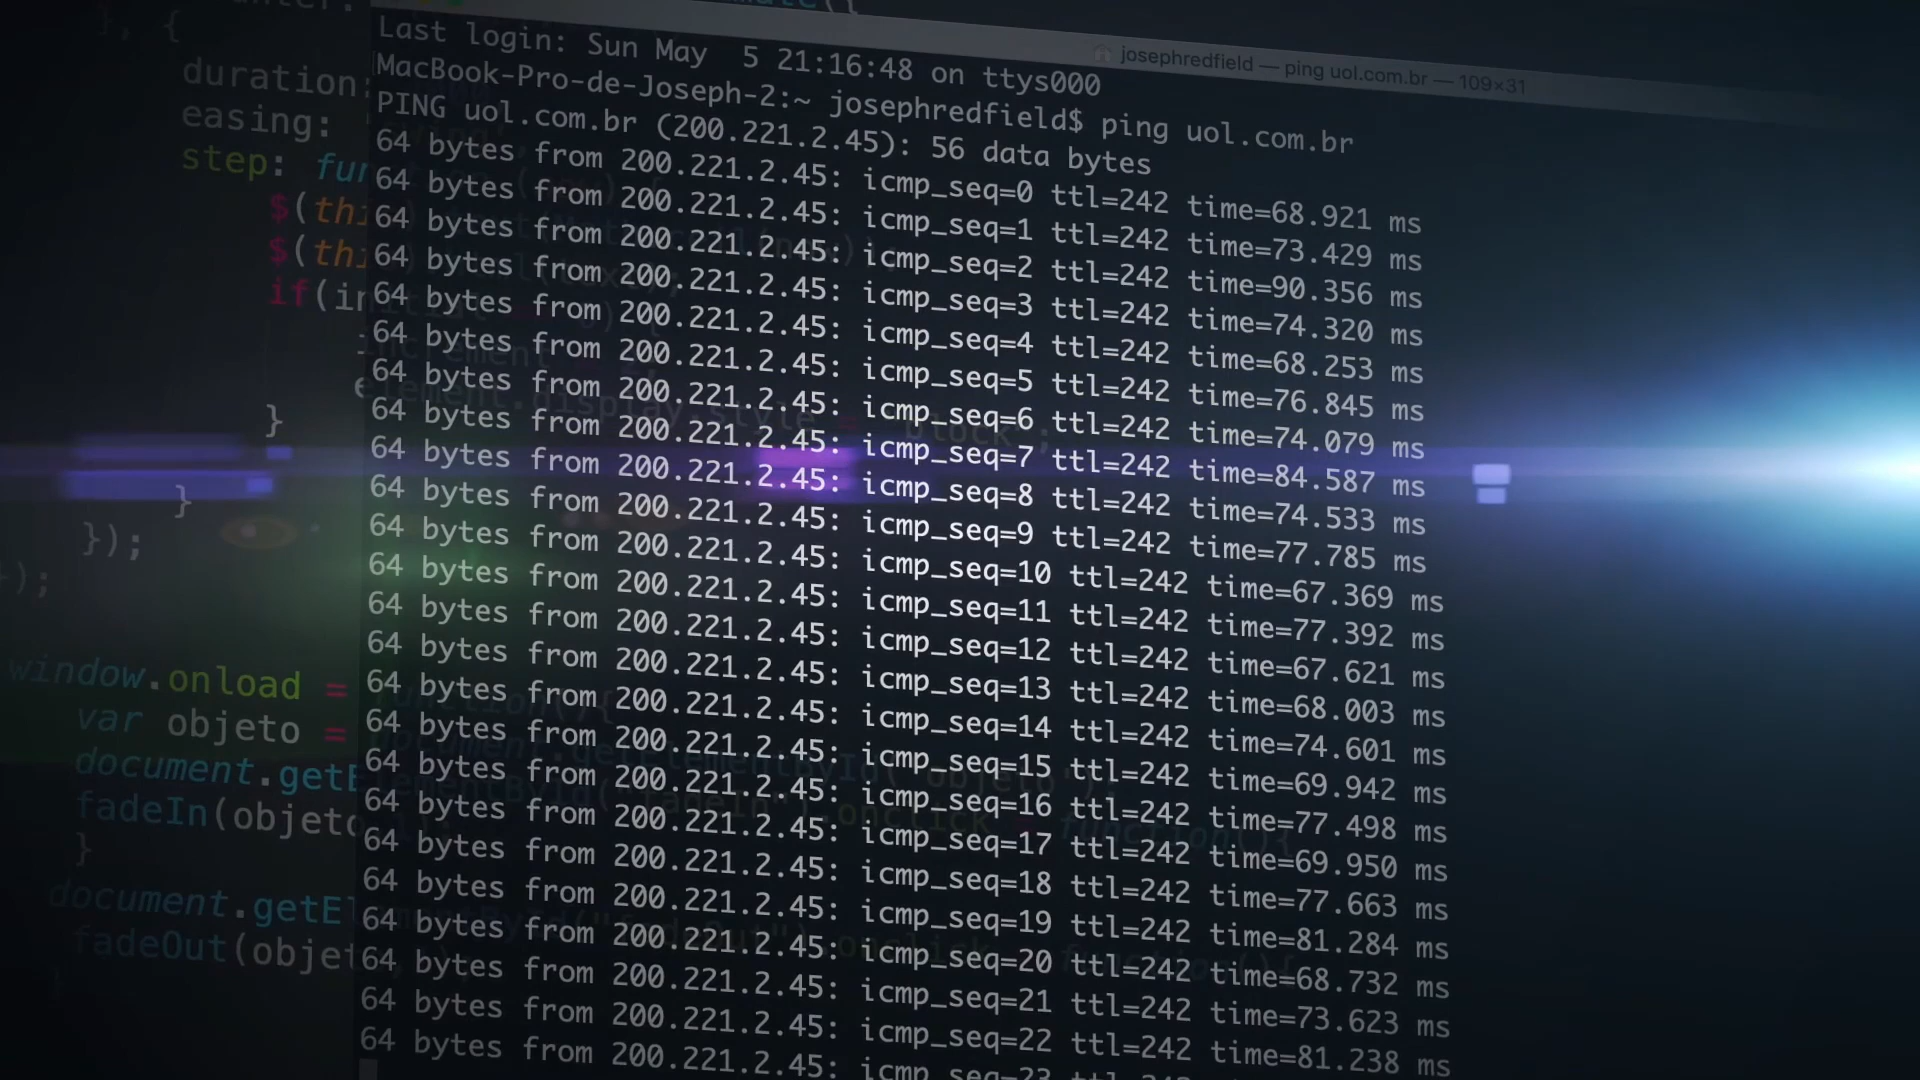 josephredfield — ping uol.com.br — 109×31
Last login: Sun May  5 21:16:48 on ttys000
MacBook-Pro-de-Joseph-2:~ josephredfield$ ping uol.com.br
PING uol.com.br (200.221.2.45): 56 data bytes
64 bytes from 200.221.2.45: icmp_seq=0 ttl=242 time=68.921 ms
64 bytes from 200.221.2.45: icmp_seq=1 ttl=242 time=73.429 ms
64 bytes from 200.221.2.45: icmp_seq=2 ttl=242 time=90.356 ms
64 bytes from 200.221.2.45: icmp_seq=3 ttl=242 time=74.320 ms
64 bytes from 200.221.2.45: icmp_seq=4 ttl=242 time=68.253 ms
64 bytes from 200.221.2.45: icmp_seq=5 ttl=242 time=76.845 ms
64 bytes from 200.221.2.45: icmp_seq=6 ttl=242 time=74.079 ms
64 bytes from 200.221.2.45: icmp_seq=7 ttl=242 time=84.587 ms
64 bytes from 200.221.2.45: icmp_seq=8 ttl=242 time=74.533 ms
64 bytes from 200.221.2.45: icmp_seq=9 ttl=242 time=77.785 ms
64 bytes from 200.221.2.45: icmp_seq=10 ttl=242 time=67.369 ms
64 bytes from 200.221.2.45: icmp_seq=11 ttl=242 time=77.392 ms
64 bytes from 200.221.2.45: icmp_seq=12 ttl=242 time=67.621 ms
64 bytes from 200.221.2.45: icmp_seq=13 ttl=242 time=68.003 ms
64 bytes from 200.221.2.45: icmp_seq=14 ttl=242 time=74.601 ms
64 bytes from 200.221.2.45: icmp_seq=15 ttl=242 time=69.942 ms
64 bytes from 200.221.2.45: icmp_seq=16 ttl=242 time=77.498 ms
64 bytes from 200.221.2.45: icmp_seq=17 ttl=242 time=69.950 ms
64 bytes from 200.221.2.45: icmp_seq=18 ttl=242 time=77.663 ms
64 bytes from 200.221.2.45: icmp_seq=19 ttl=242 time=81.284 ms
64 bytes from 200.221.2.45: icmp_seq=20 ttl=242 time=68.732 ms
64 bytes from 200.221.2.45: icmp_seq=21 ttl=242 time=73.623 ms
64 bytes from 200.221.2.45: icmp_seq=22 ttl=242 time=81.238 ms
64 bytes from 200.221.2.45: icmp_seq=23
}, {
duration:
easing:
step:
$(
$(
if(
element.display.style
}
}
});
});
window.onload = function(){
var objeto =
document.getElementById("objeto");
fadeIn(objeto
}
document.getEl
fadeOut(objet
}